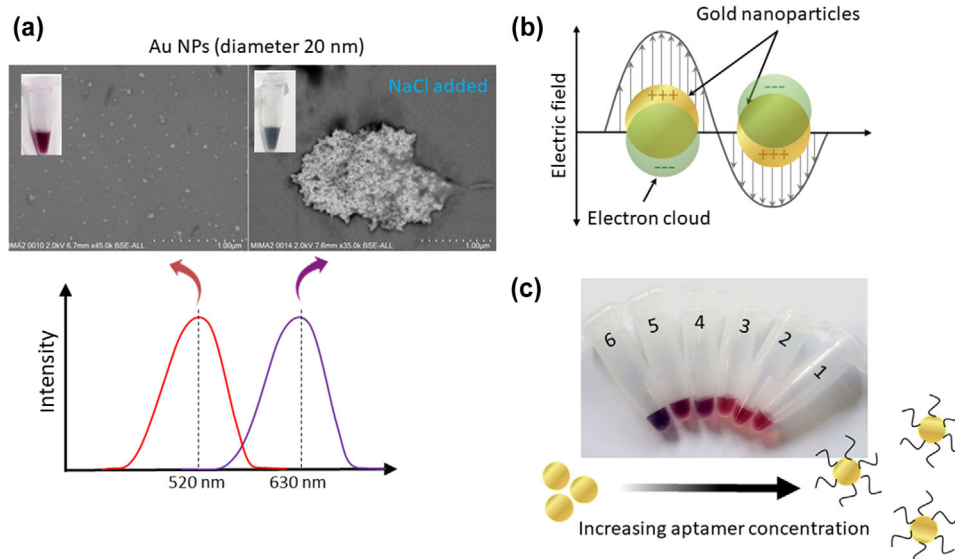 (a)
Au NPs (diameter 20 nm)
NaCl added
MIMA2 0010 2.0kV 6.7mm x45.0k BSE-ALL
1.00µm
MIMA2 0014 2.0kV 7.6mm x35.0k BSE-ALL
1.00µm
Intensity
520 nm
630 nm
(b)
Gold nanoparticles
Electric field
+++
---
---
+++
Electron cloud
(c)
6
5
4
3
2
1
Increasing aptamer concentration